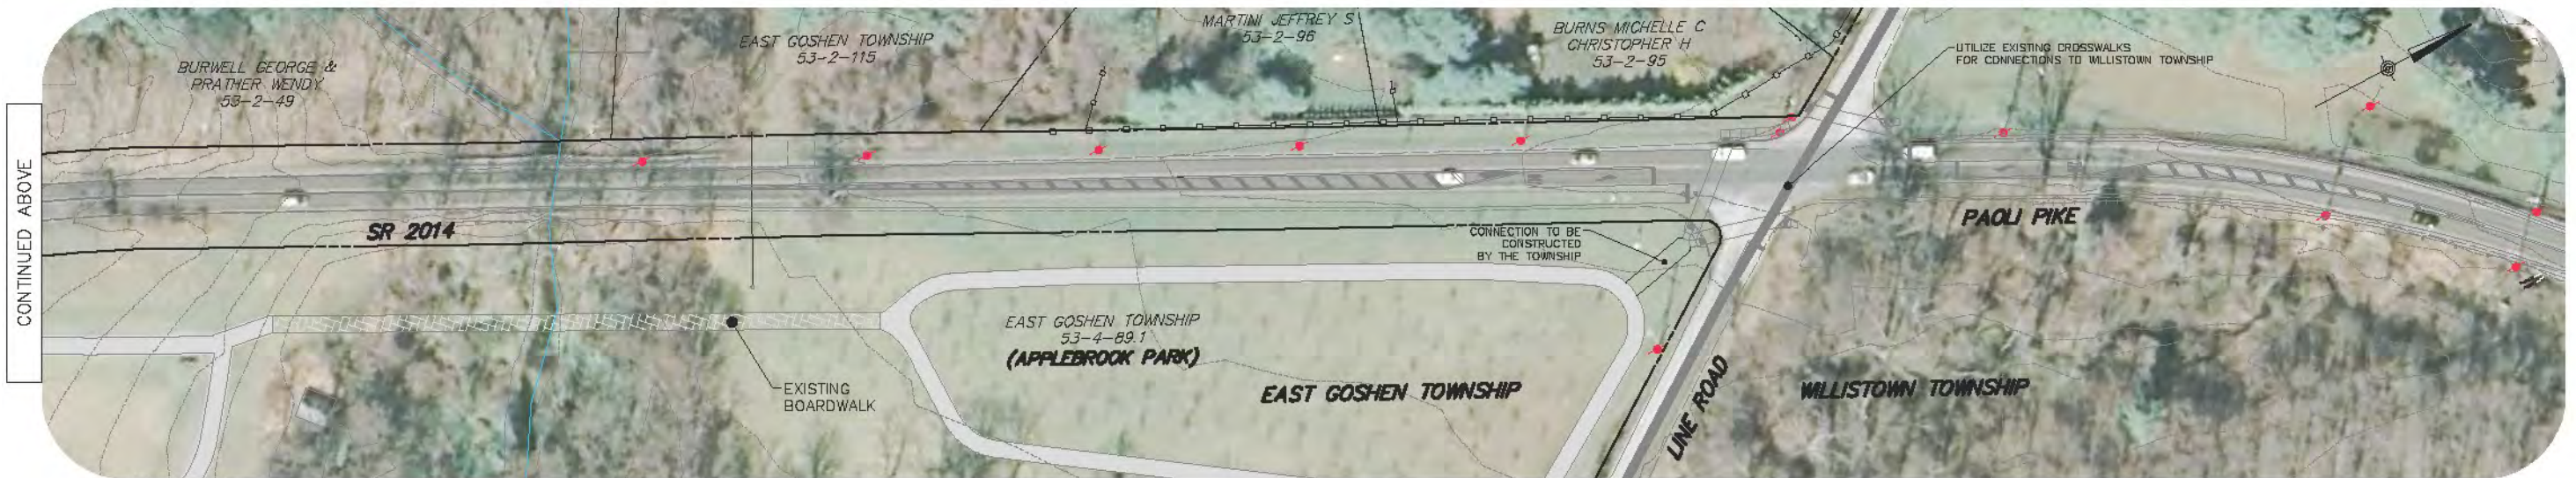 BURWELL GEORGE &
PRATHER WENDY
53-2-49
EAST GOSHEN TOWNSHIP
53-2-115
MARTINI JEFFREY S
53-2-96
BURNS MICHELLE C
CHRISTOPHER H
53-2-95
UTILIZE EXISTING CROSSWALKS
FOR CONNECTIONS TO WILLISTOWN TOWNSHIP
CONTINUED ABOVE
SR 2014
PAOLI PIKE
CONNECTION TO BE
CONSTRUCTED
BY THE TOWNSHIP
EAST GOSHEN TOWNSHIP
53-4-89.1
(APPLEBROOK PARK)
EXISTING
BOARDWALK
EAST GOSHEN TOWNSHIP
LINE ROAD
WILLISTOWN TOWNSHIP